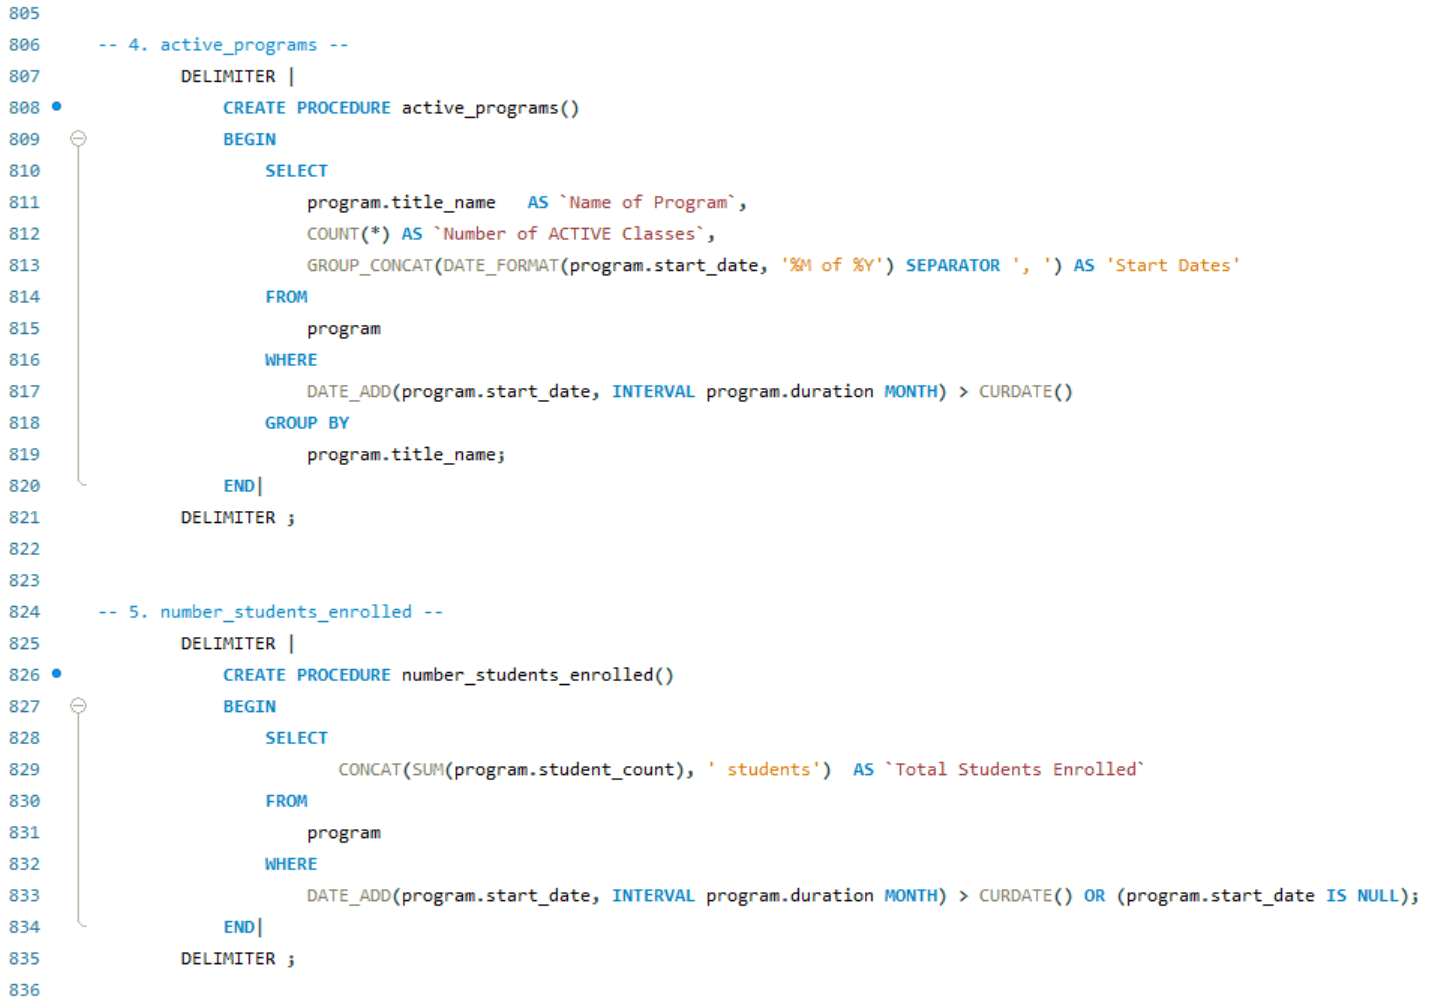 805
806 -- 4. active_programs --
807 DELIMITER |
808 CREATE PROCEDURE active_programs()
809 BEGIN
810 SELECT
811 program.title_name AS `Name of Program`,
812 COUNT(*) AS `Number of ACTIVE Classes`,
813 GROUP_CONCAT(DATE_FORMAT(program.start_date, '%M of %Y') SEPARATOR ', ') AS 'Start Dates'
814 FROM
815 program
816 WHERE
817 DATE_ADD(program.start_date, INTERVAL program.duration MONTH) > CURDATE()
818 GROUP BY
819 program.title_name;
820 END|
821 DELIMITER ;
822
823
824 -- 5. number_students_enrolled --
825 DELIMITER |
826 CREATE PROCEDURE number_students_enrolled()
827 BEGIN
828 SELECT
829 CONCAT(SUM(program.student_count), ' students') AS `Total Students Enrolled`
830 FROM
831 program
832 WHERE
833 DATE_ADD(program.start_date, INTERVAL program.duration MONTH) > CURDATE() OR (program.start_date IS NULL);
834 END|
835 DELIMITER ;
836